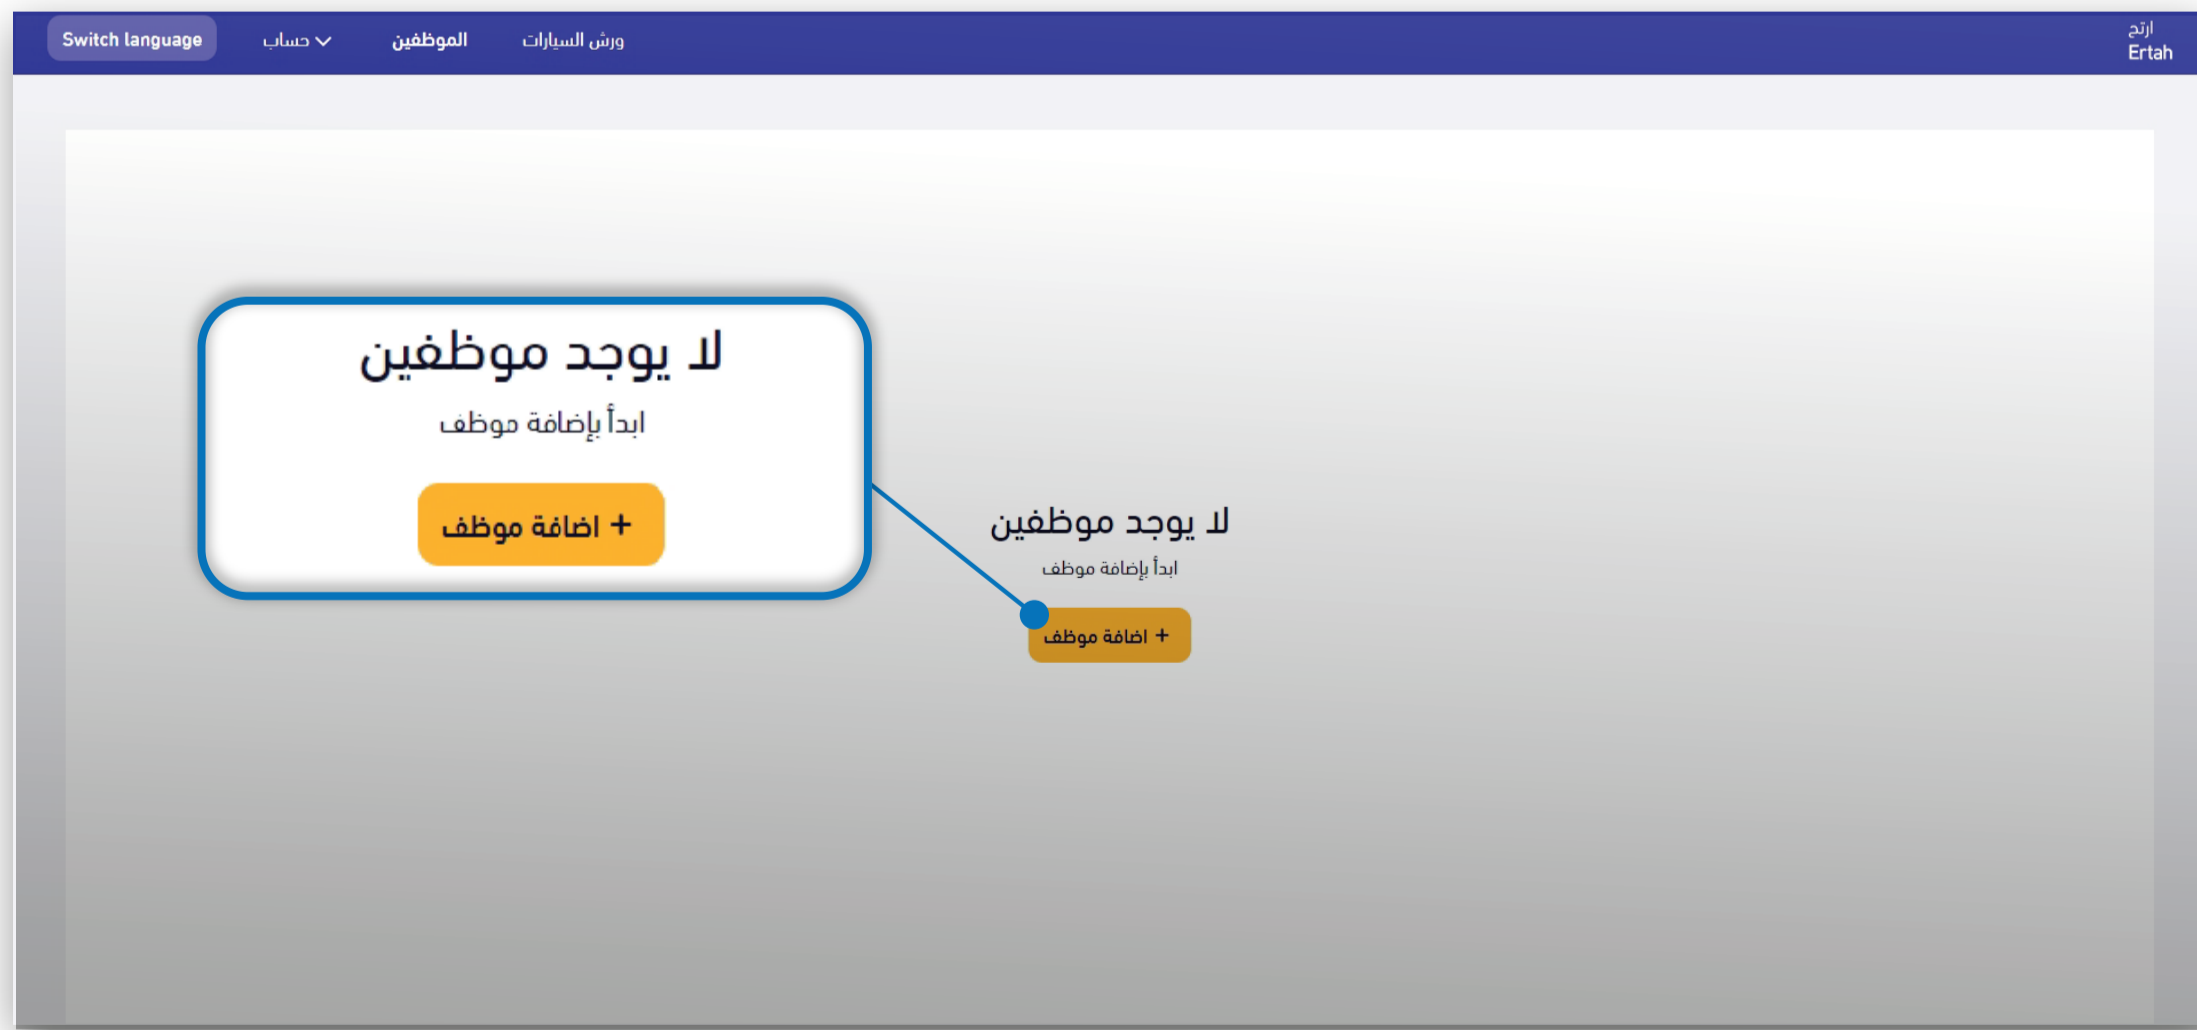 ارتح
Ertah
ورش السيارات
الموظفين
حساب
Switch language
لا يوجد موظفين
ابدأ بإضافة موظف
+ اضافة موظف
لا يوجد موظفين
ابدأ بإضافة موظف
+ اضافة موظف